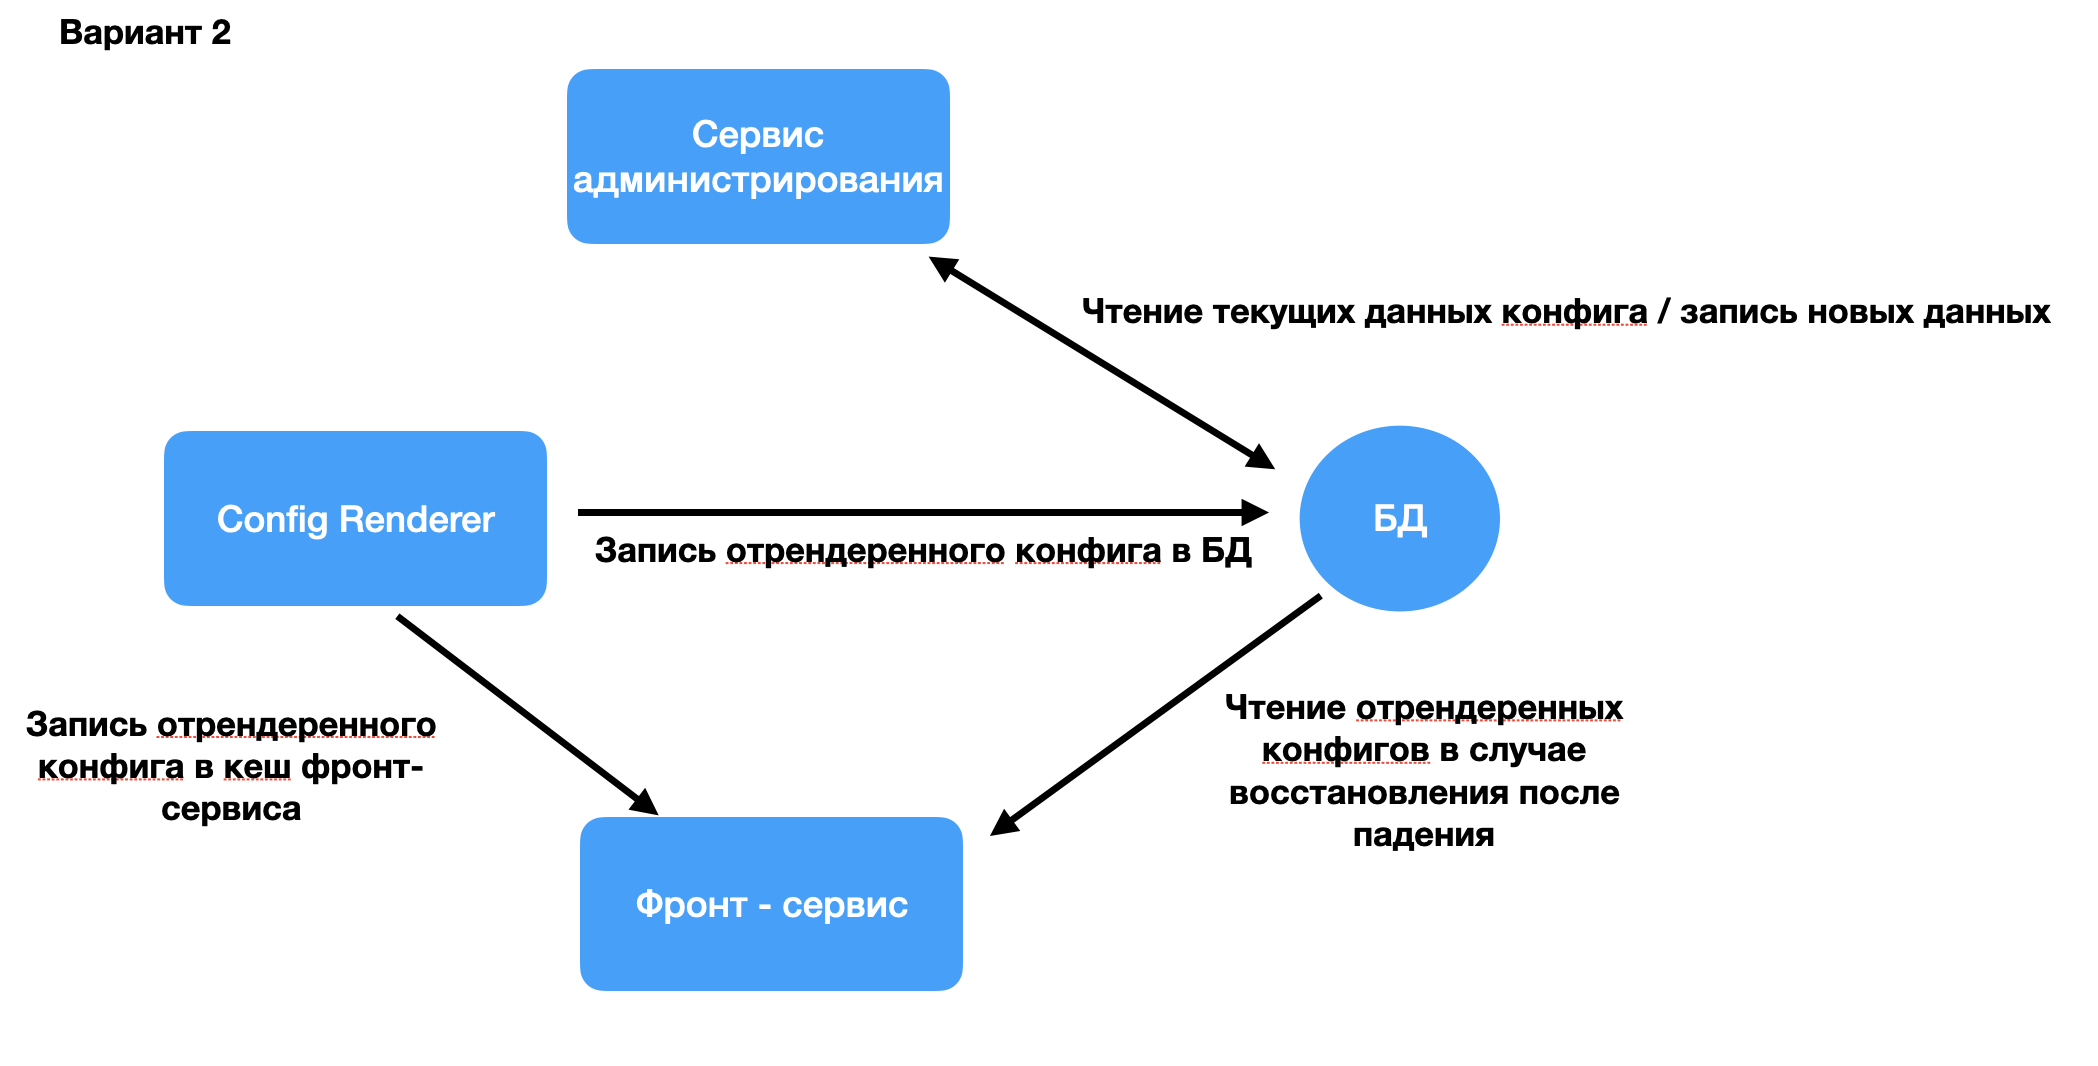 Вариант 2
Сервис
администрирования
Чтение текущих данных конфига / запись новых данных
Config Renderer
БД
Запись отрендеренного конфига в БД
Запись отрендеренного
конфига в кеш фронт-
сервиса
Чтение отрендеренных
конфигов в случае
восстановления после
падения
Фронт - сервис